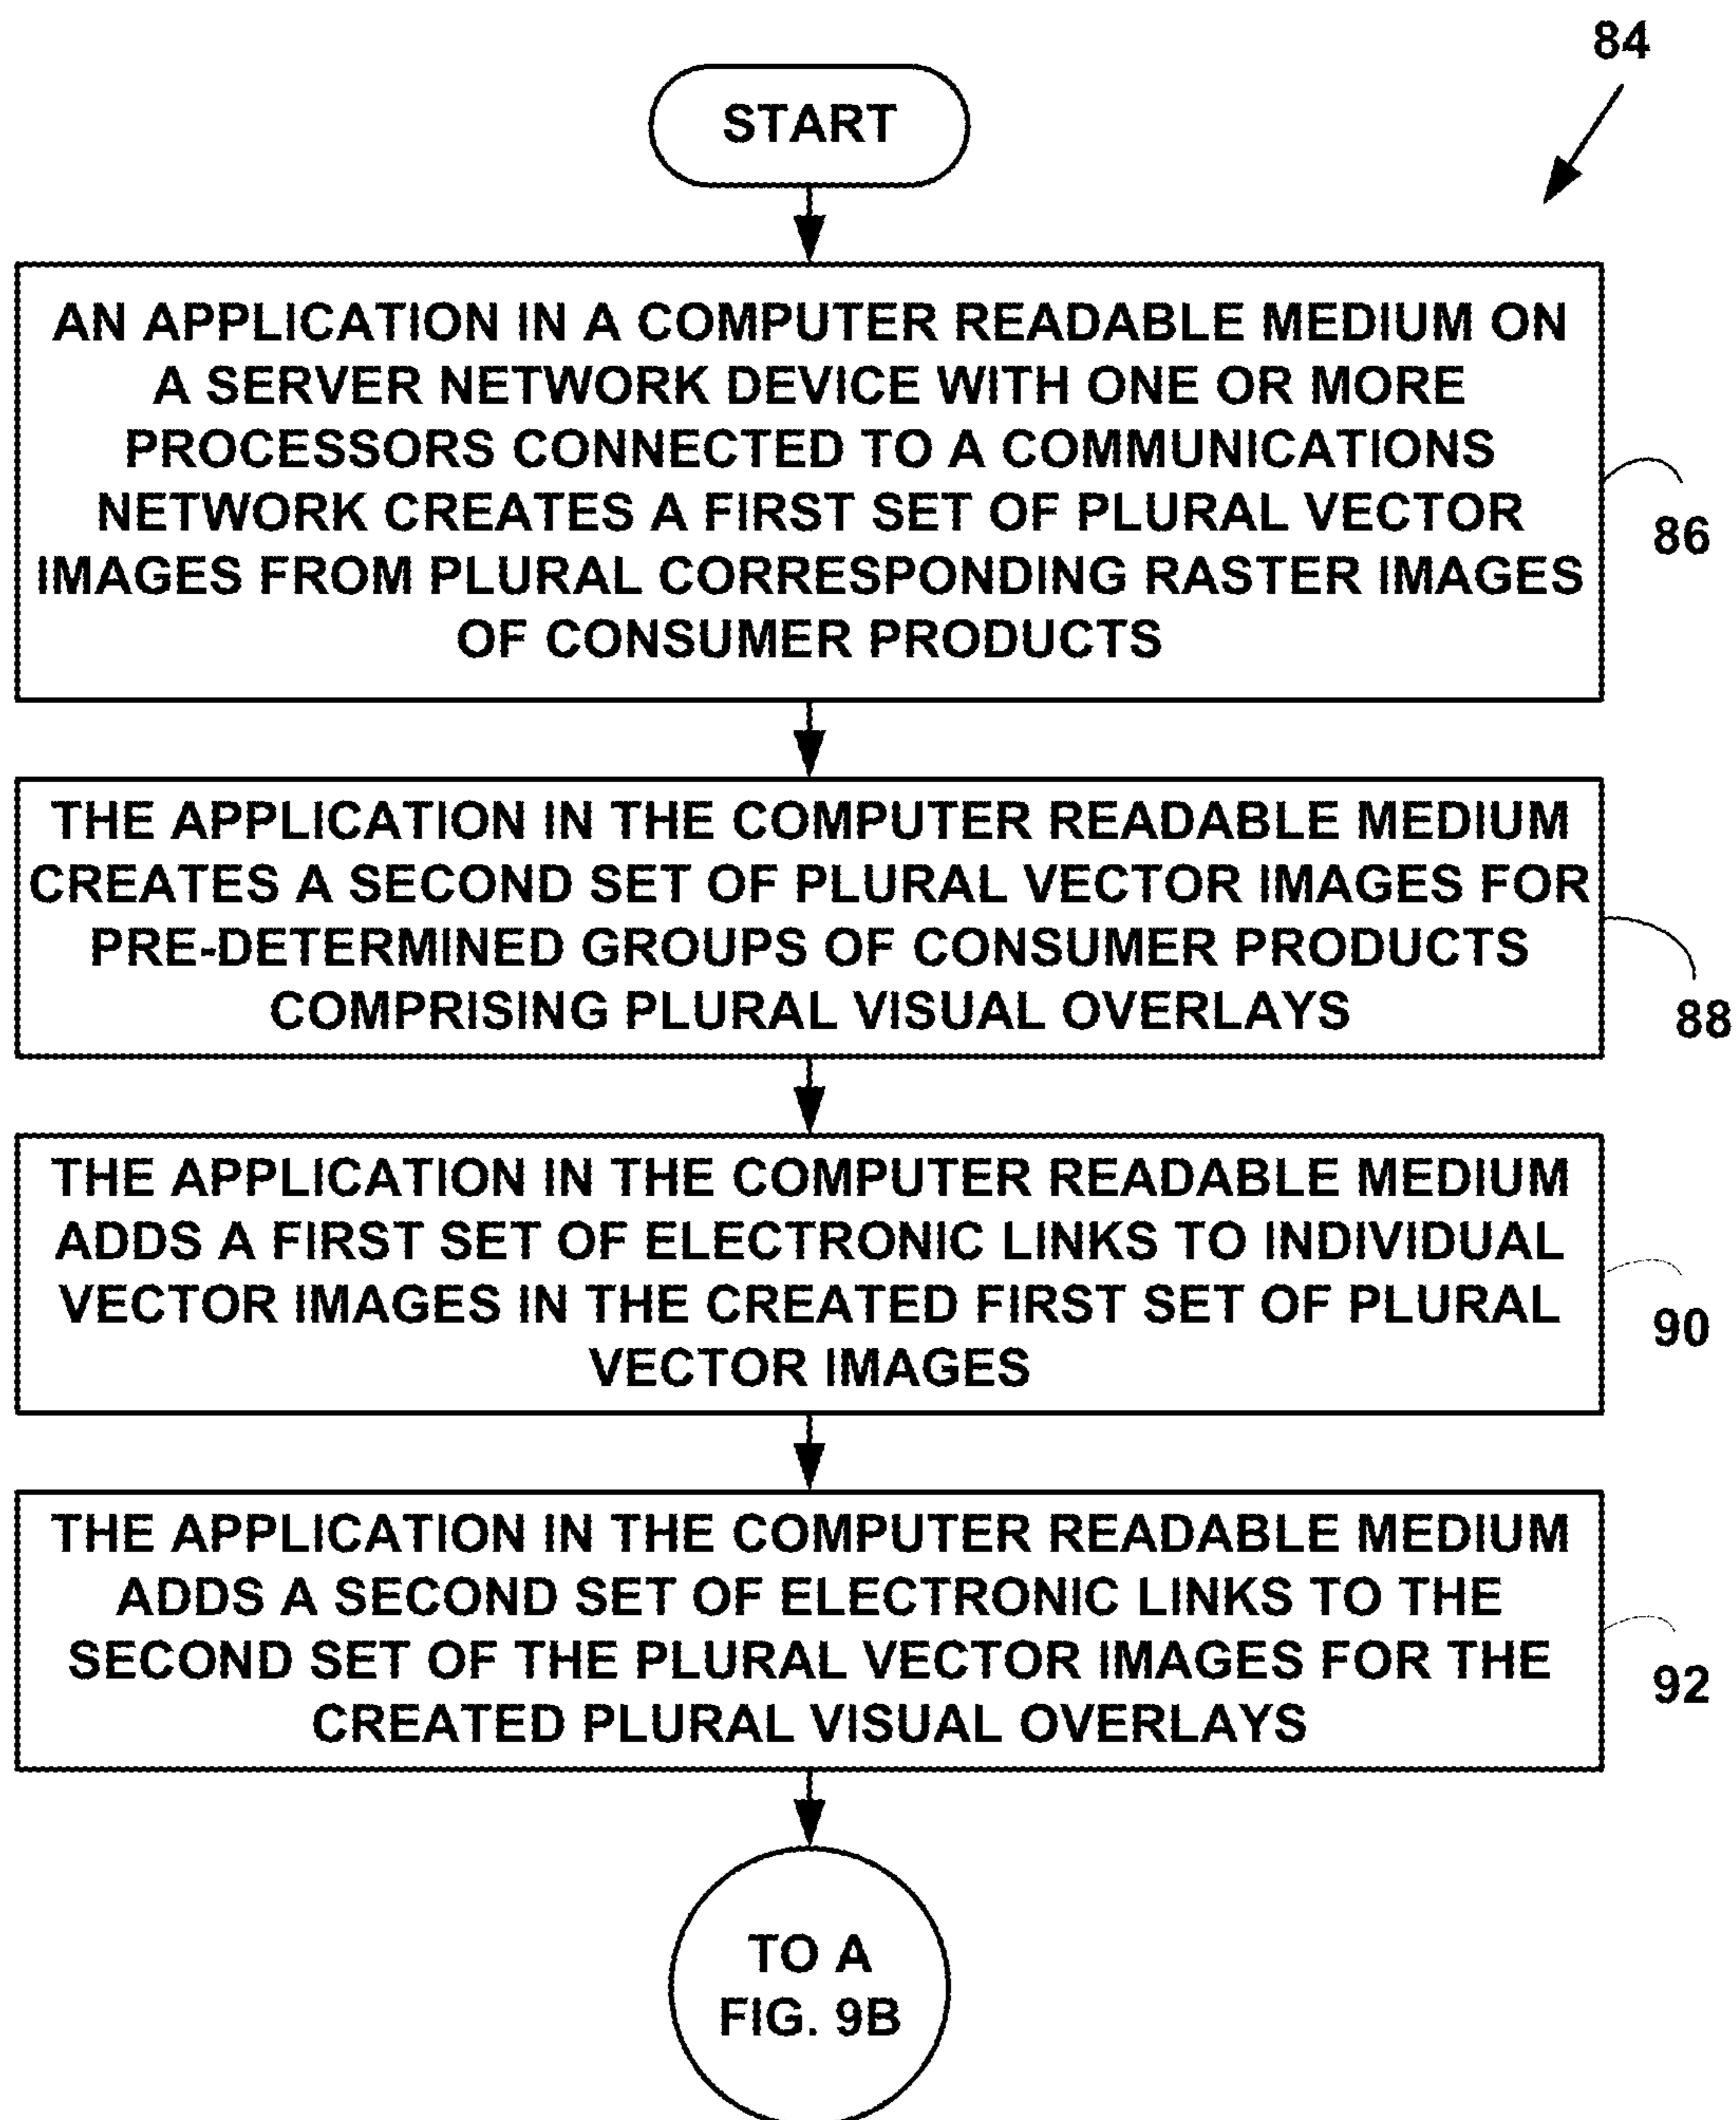 84
START
AN APPLICATION IN A COMPUTER READABLE MEDIUM ON
A SERVER NETWORK DEVICE WITH ONE OR MORE
PROCESSORS CONNECTED TO A COMMUNICATIONS
NETWORK CREATES A FIRST SET OF PLURAL VECTOR
IMAGES FROM PLURAL CORRESPONDING RASTER IMAGES
OF CONSUMER PRODUCTS
86
THE APPLICATION IN THE COMPUTER READABLE MEDIUM
CREATES A SECOND SET OF PLURAL VECTOR IMAGES FOR
PRE-DETERMINED GROUPS OF CONSUMER PRODUCTS
COMPRISING PLURAL VISUAL OVERLAYS
88
THE APPLICATION IN THE COMPUTER READABLE MEDIUM
ADDS A FIRST SET OF ELECTRONIC LINKS TO INDIVIDUAL
VECTOR IMAGES IN THE CREATED FIRST SET OF PLURAL
VECTOR IMAGES
90
THE APPLICATION IN THE COMPUTER READABLE MEDIUM
ADDS A SECOND SET OF ELECTRONIC LINKS TO THE
SECOND SET OF THE PLURAL VECTOR IMAGES FOR THE
CREATED PLURAL VISUAL OVERLAYS
92
TO A
FIG. 9B